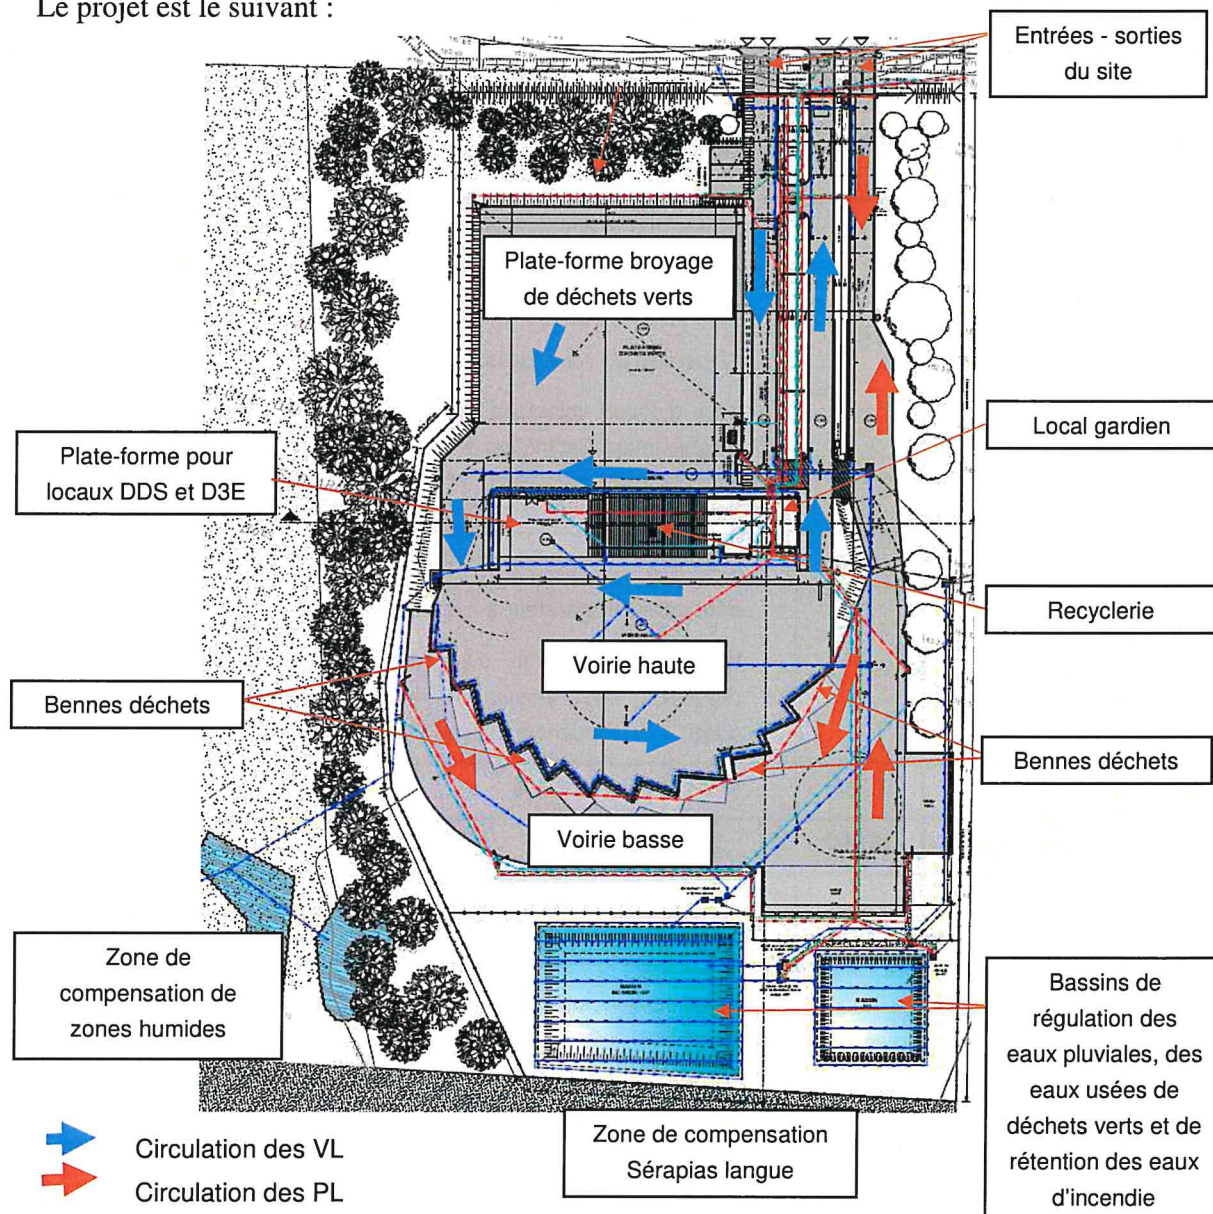 Le projet est le suivant :
Entrées - sorties
du site
Plate-forme broyage
de déchets verts
Local gardien
Plate-forme pour
locaux DDS et D3E
Recyclerie
Voirie haute
Bennes déchets
Bennes déchets
Voirie basse
Zone de
compensation de
zones humides
Bassins de
régulation des
eaux pluviales, des
eaux usées de
déchets verts et de
rétention des eaux
d'incendie
Zone de compensation
Sérapias langue
Circulation des VL
Circulation des PL